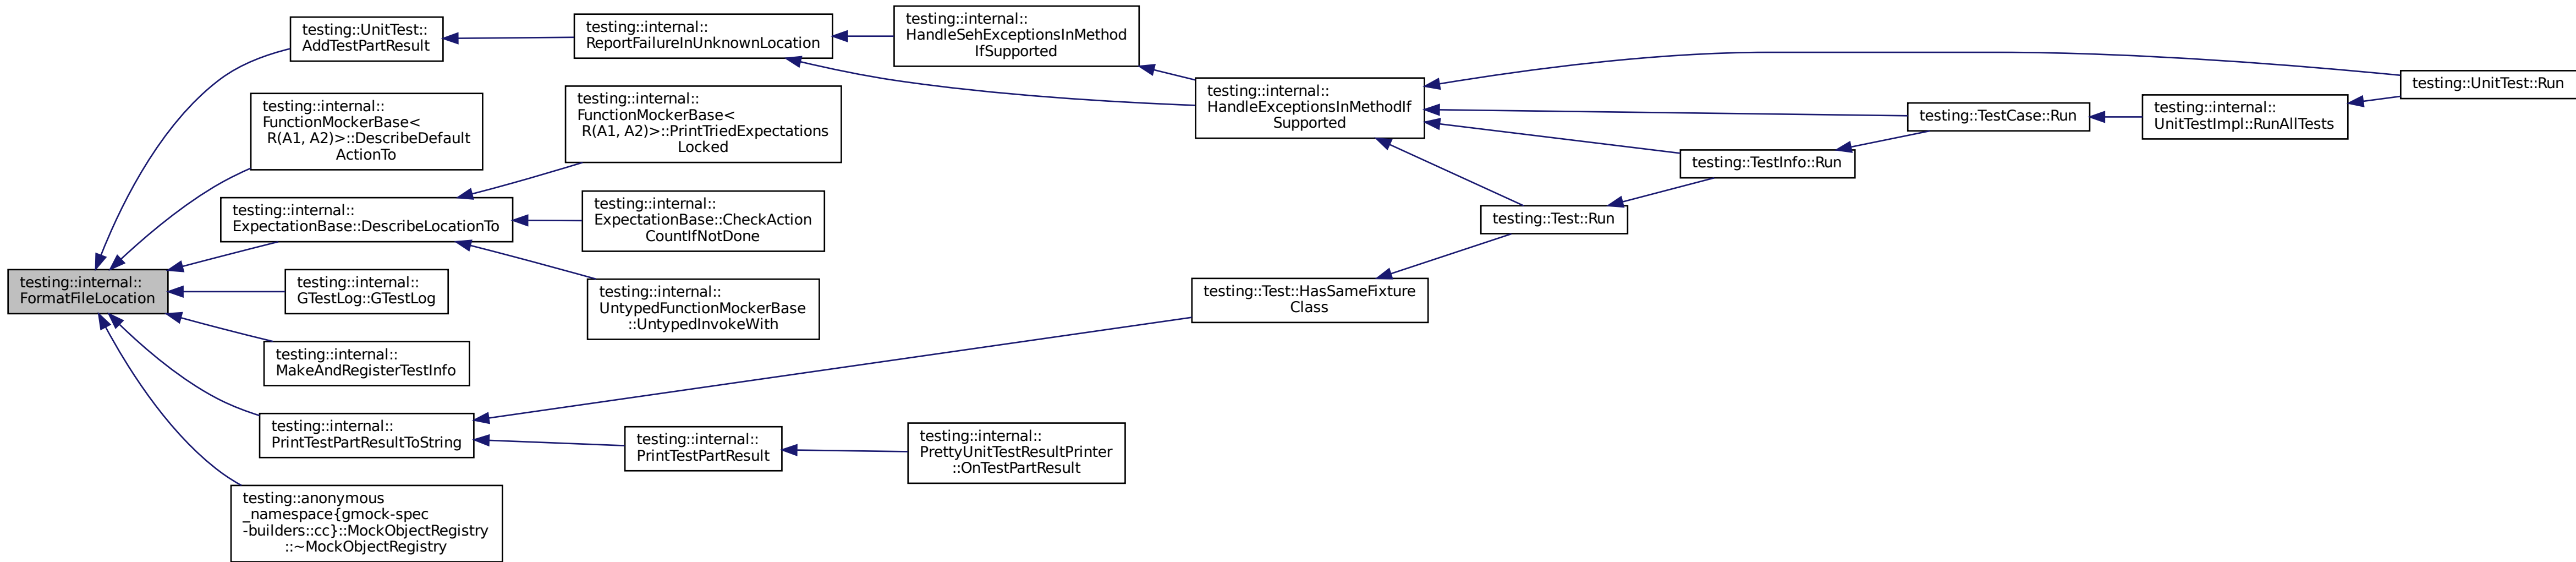 testing::internal::
FormatFileLocation
testing::UnitTest::
AddTestPartResult
testing::internal::
ReportFailureInUnknownLocation
testing::internal::
HandleSehExceptionsInMethod
IfSupported
testing::internal::
HandleExceptionsInMethodIf
Supported
testing::UnitTest::Run
testing::TestCase::Run
testing::internal::
UnitTestImpl::RunAllTests
testing::TestInfo::Run
testing::Test::Run
testing::Test::HasSameFixture
Class
testing::internal::
FunctionMockerBase<
R(A1, A2)>::DescribeDefault
ActionTo
testing::internal::
ExpectationBase::DescribeLocationTo
testing::internal::
FunctionMockerBase<
R(A1, A2)>::PrintTriedExpectations
Locked
testing::internal::
ExpectationBase::CheckAction
CountIfNotDone
testing::internal::
UntypedFunctionMockerBase
::UntypedInvokeWith
testing::internal::
GTestLog::GTestLog
testing::internal::
MakeAndRegisterTestInfo
testing::internal::
PrintTestPartResultToString
testing::internal::
PrintTestPartResult
testing::internal::
PrettyUnitTestResultPrinter
::OnTestPartResult
testing::anonymous
_namespace{gmock-spec
-builders::cc}::MockObjectRegistry
::~MockObjectRegistry